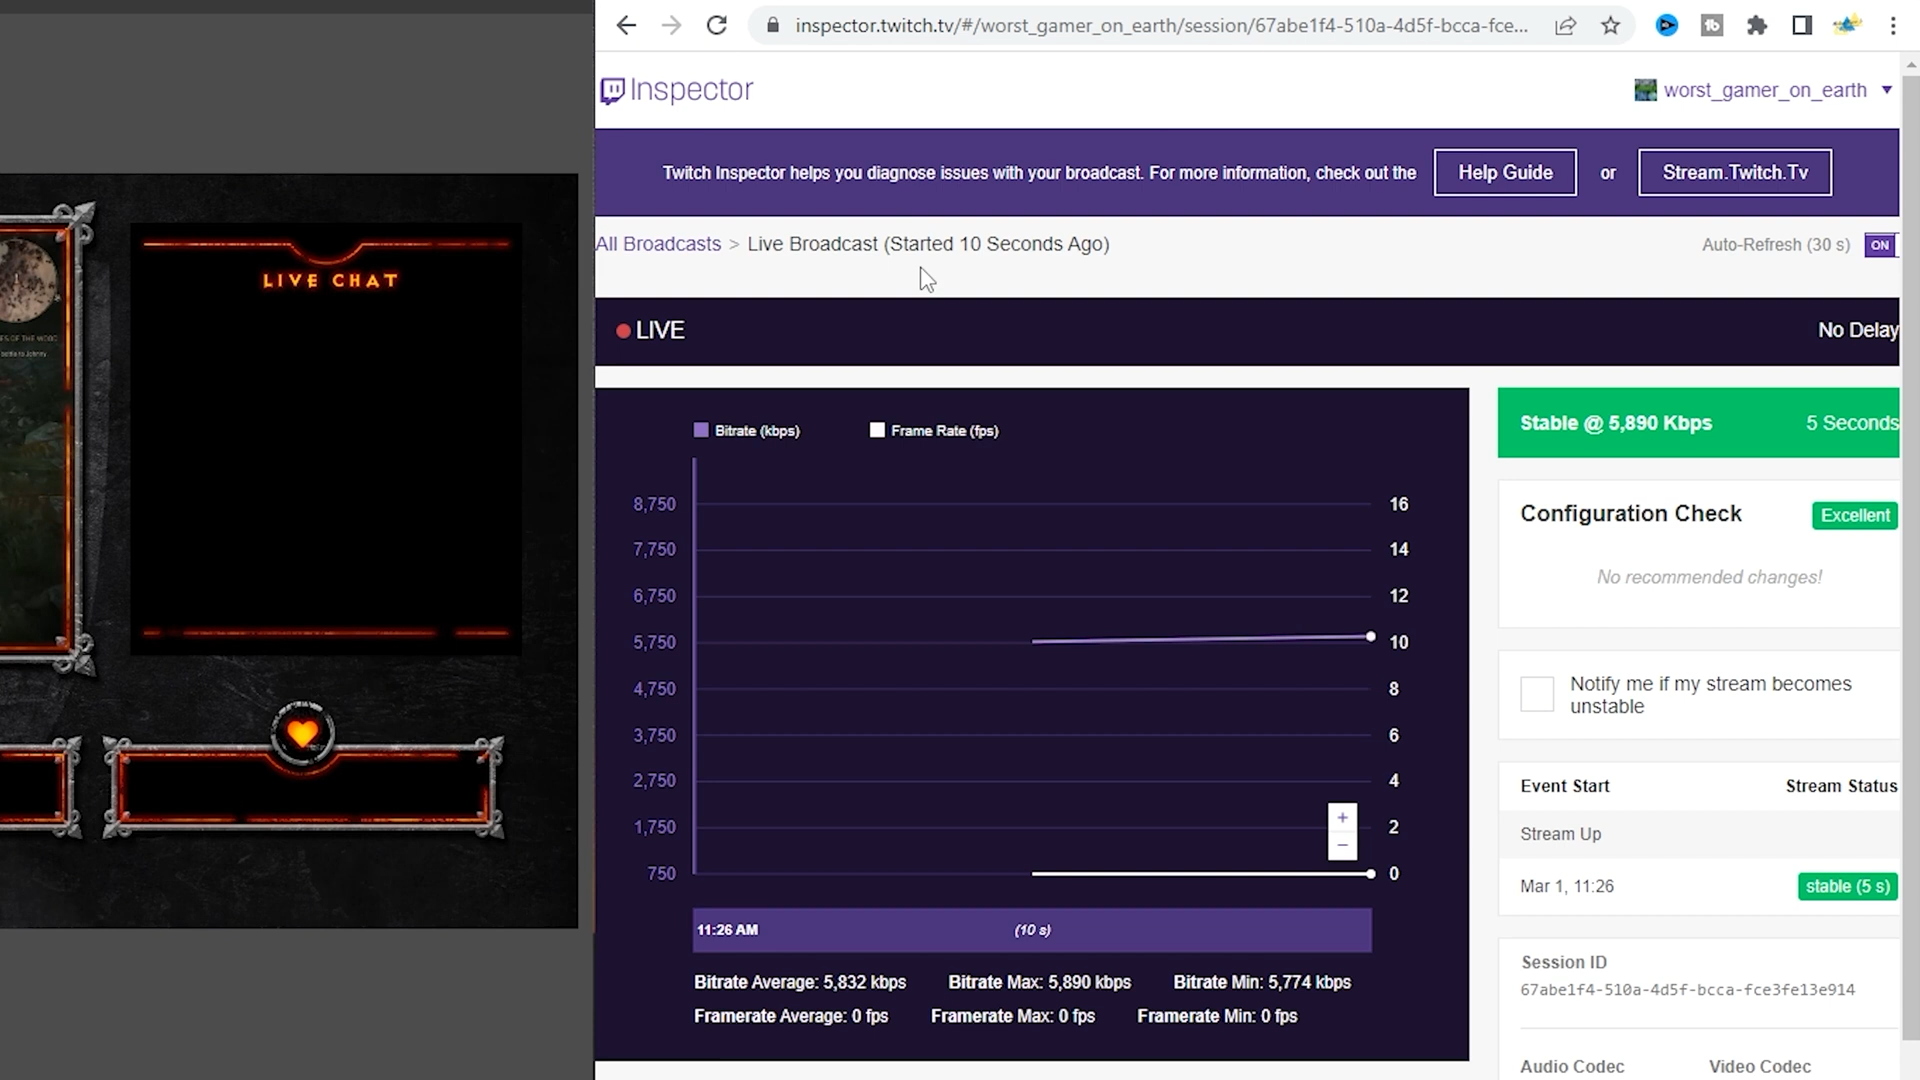 inspector.twitch.tv/#/worst_gamer_on_earth/session/67abe1f4-510a-4d5f-bcca-fce...
Inspector
worst_gamer_on_earth
Twitch Inspector helps you diagnose issues with your broadcast. For more information, check out the
Help Guide
or
Stream.Twitch.Tv
All Broadcasts > Live Broadcast (Started 10 Seconds Ago)
Auto-Refresh (30 s)
ON
LIVE CHAT
LIVE
No Delay
Bitrate (kbps)
Frame Rate (fps)
8,750
7,750
6,750
5,750
4,750
3,750
2,750
1,750
750
16
14
12
10
8
6
4
2
0
+
−
11:26 AM
(10 s)
Bitrate Average: 5,832 kbps
Bitrate Max: 5,890 kbps
Bitrate Min: 5,774 kbps
Framerate Average: 0 fps
Framerate Max: 0 fps
Framerate Min: 0 fps
Stable @ 5,890 Kbps
5 Seconds
Configuration Check
Excellent
No recommended changes!
Notify me if my stream becomes
unstable
Event Start
Stream Status
Stream Up
Mar 1, 11:26
stable (5 s)
Session ID
67abe1f4-510a-4d5f-bcca-fce3fe13e914
Audio Codec
Video Codec